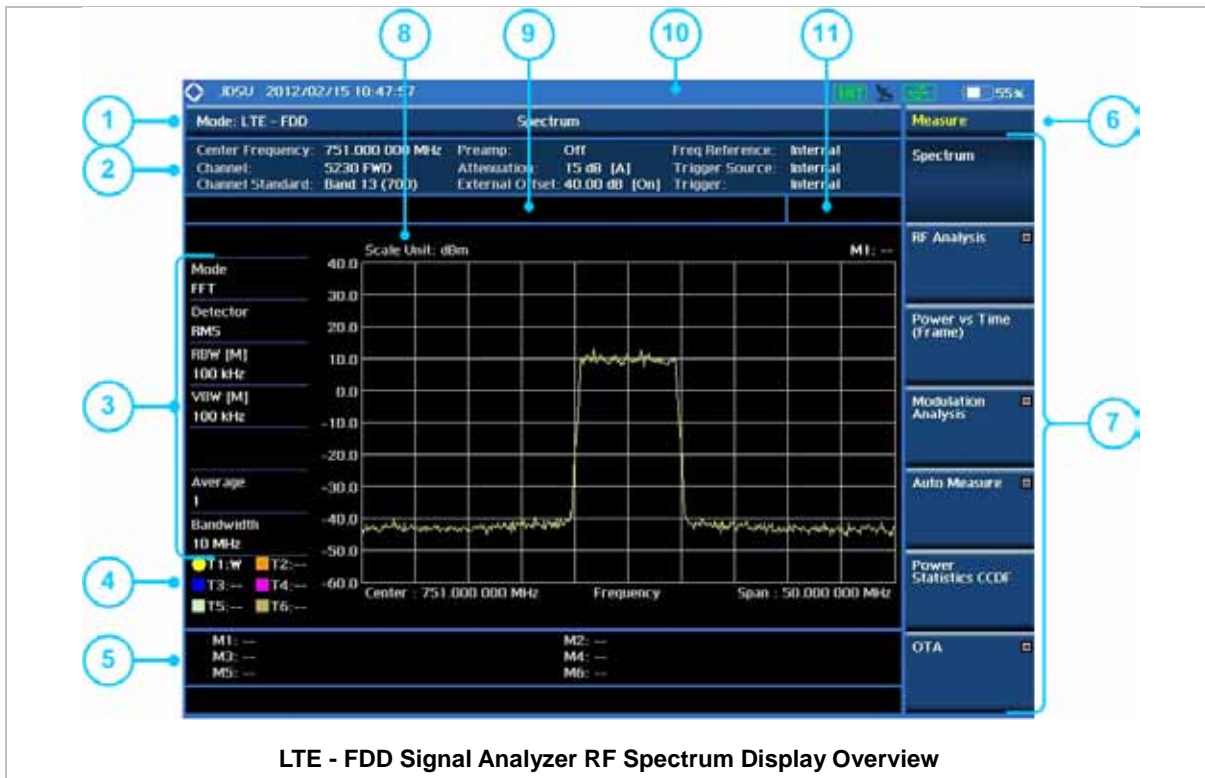 8
9
10
11
JDSU 2012/02/15 10:47:57
55%
1
Mode: LTE - FDD
Spectrum
Measure
6
2
Center Frequency: 751.000 000 MHz Preamp: Off Freq Reference: Internal
Channel: 5230 FWD Attenuation: 15 dB [A] Trigger Source: Internal
Channel Standard: Band 13 (700) External Offset: 40.00 dB [On] Trigger: Internal
Spectrum
RF Analysis
Power vs Time
(Frame)
Modulation
Analysis
Auto Measure
Power
Statistics CCDF
OTA
7
3
Mode
FFT
Detector
RMS
RBW [M]
100 kHz
VBW [M]
100 kHz
Average
1
Bandwidth
10 MHz
Scale Unit: dBm
M1: --
40.0
30.0
20.0
10.0
0.0
-10.0
-20.0
-30.0
-40.0
-50.0
-60.0
Center : 751.000 000 MHz Frequency Span : 50.000 000 MHz
4
T1:W T2:--
T3:-- T4:--
T5:-- T6:--
5
M1: -- M2: --
M3: -- M4: --
M5: -- M6: --
LTE - FDD Signal Analyzer RF Spectrum Display Overview